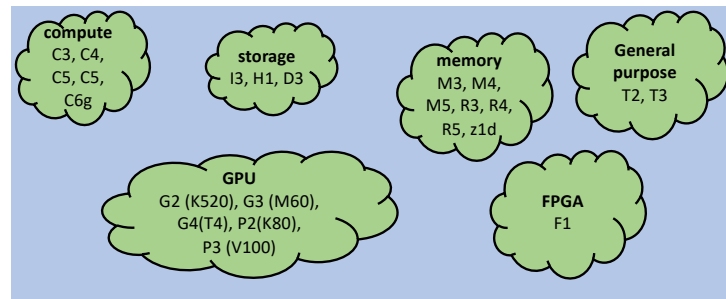 compute
C3, C4,
C5, C5,
C6g
storage
I3, H1, D3
memory
M3, M4,
M5, R3, R4,
R5, z1d
General
purpose
T2, T3
GPU
G2 (K520), G3 (M60),
G4(T4), P2(K80),
P3 (V100)
FPGA
F1